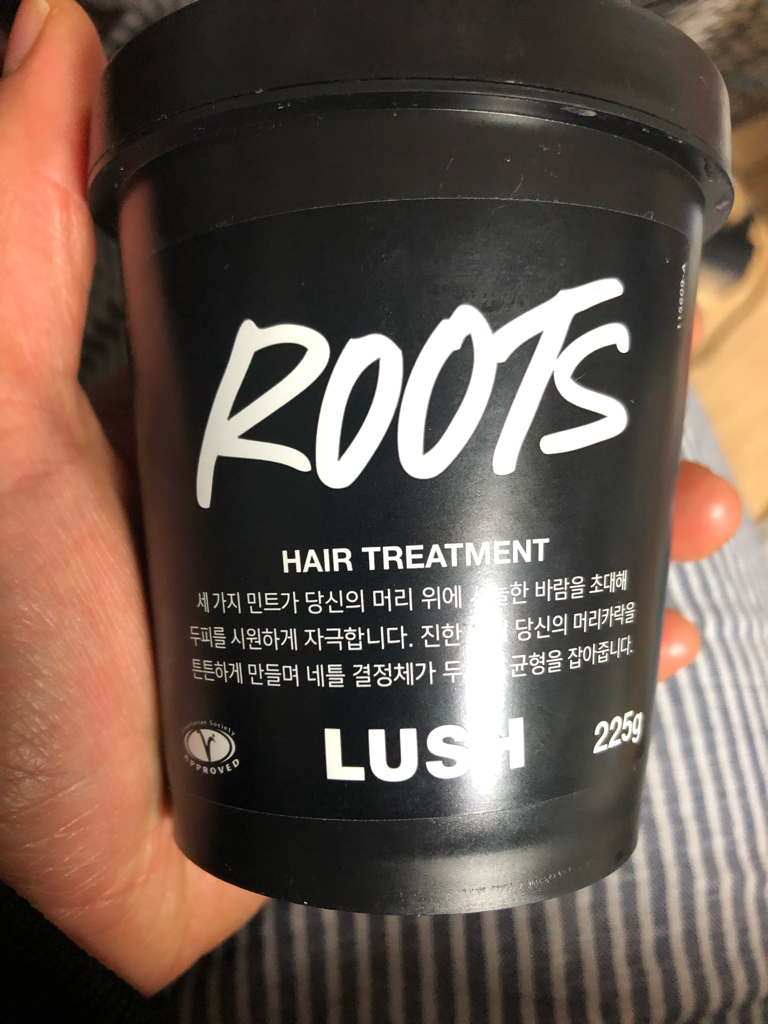 ROOTS
HAIR TREATMENT
세 가지 민트가 당신의 머리 위에 바람을 초대해
두피를 시원하게 자극합니다. 진한 당신의 머리카락을
튼튼하게 만들며 네틀 결정체가 균형을 잡아줍니다.
Vegetarian Society
APPROVED
LUSH
225g